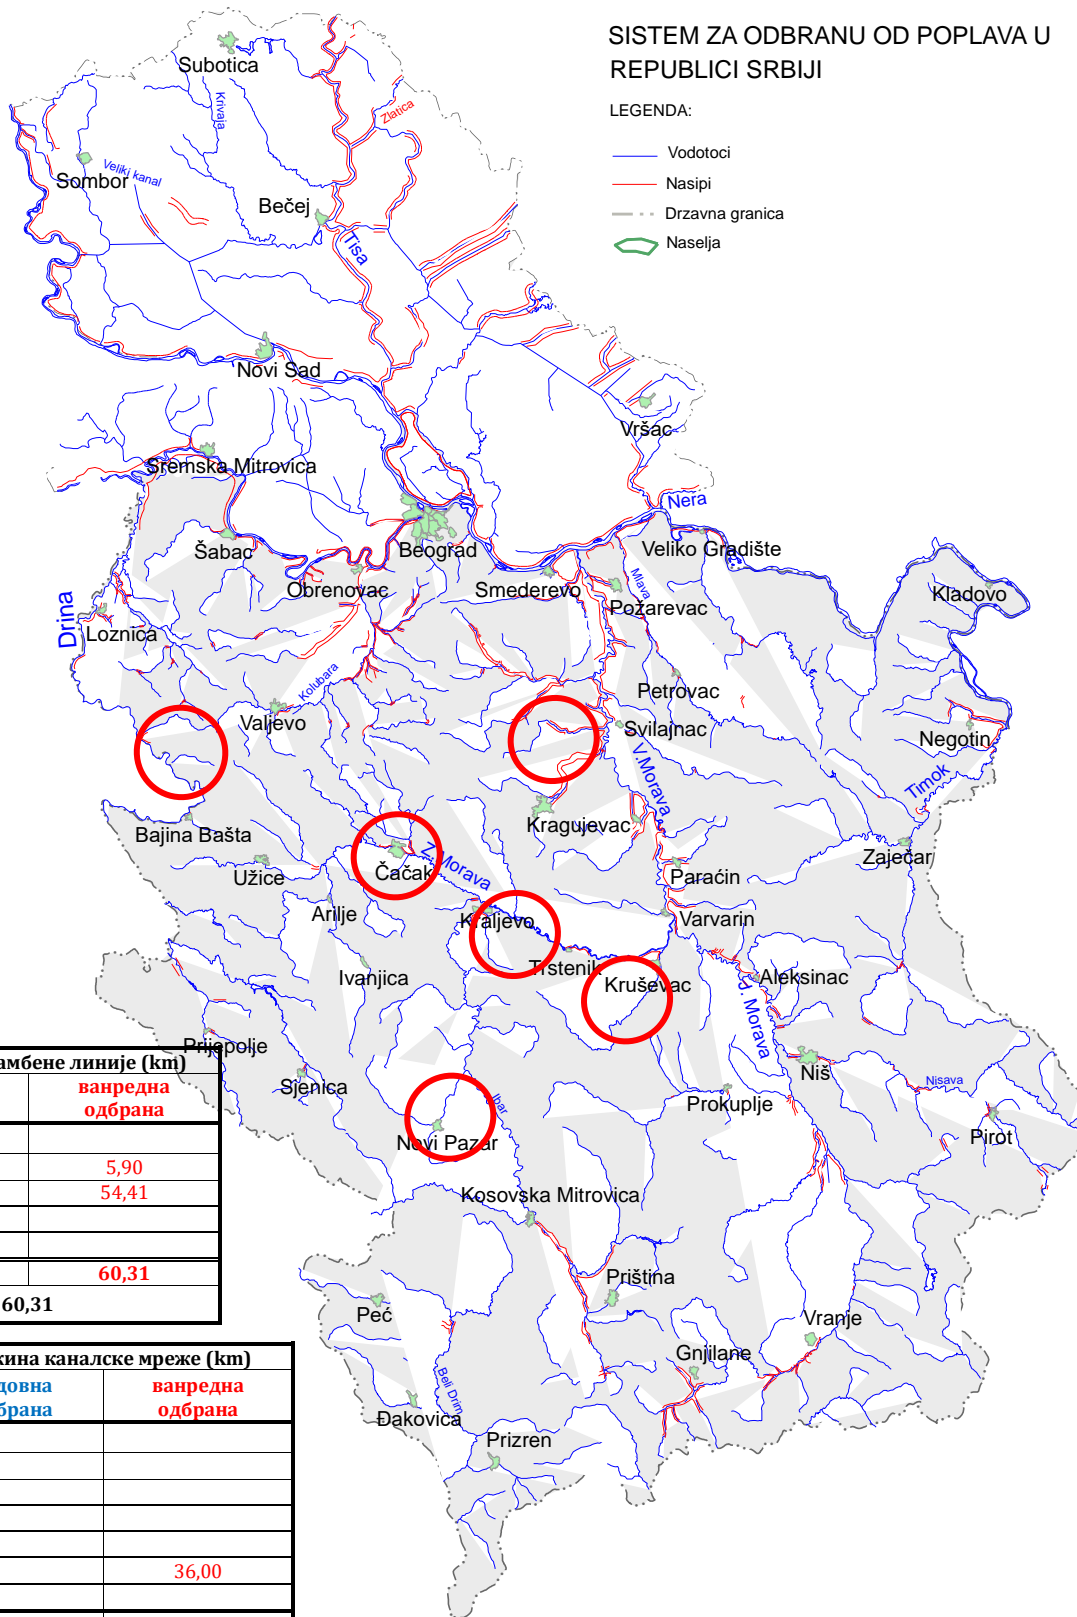 SISTEM ZA ODBRANU OD POPLAVA U
REPUBLICI SRBIJI
LEGENDA:
Vodotoci
Nasipi
Drzavna granica
Naselja
Subotica
Krivaja
Zlatica
Sombor
Veliki kanal
Bečej
Tisa
Novi Sad
Vršac
Sremska Mitrovica
Nera
Šabac
Beograd
Veliko Gradište
Obrenovac
Smederevo
Mlava
Požarevac
Kladovo
Drina
Loznica
Kolubara
Petrovac
Valjevo
Svilajnac
Negotin
V.Morava
Timok
Bajina Bašta
Kragujevac
Zaječar
Z. Morava
Čačak
Užice
Paraćin
Arilje
Kraljevo
Varvarin
Trstenik
Ivanjica
Kruševac
Aleksinac
J. Morava
Prijepolje
Sjenica
Niš
Nisava
Ibar
Prokuplje
Pirot
Novi Pazar
Kosovska Mitrovica
Priština
Peć
Vranje
Gnjilane
Beli Drim
Đakovica
Prizren
амбене линије (km)
ванредна
одбрана
5,90
54,41
60,31
60,31
кина каналске мреже (km)
довна ванредна
брана одбрана
36,00